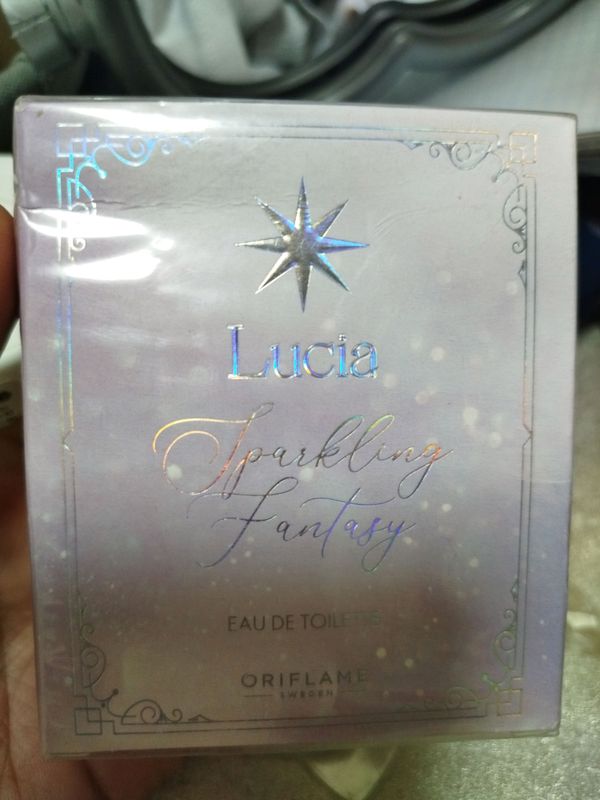 Lucia
Sparkling
Fantasy
EAU DE TOILETTE
ORIFLAME
SWEDEN